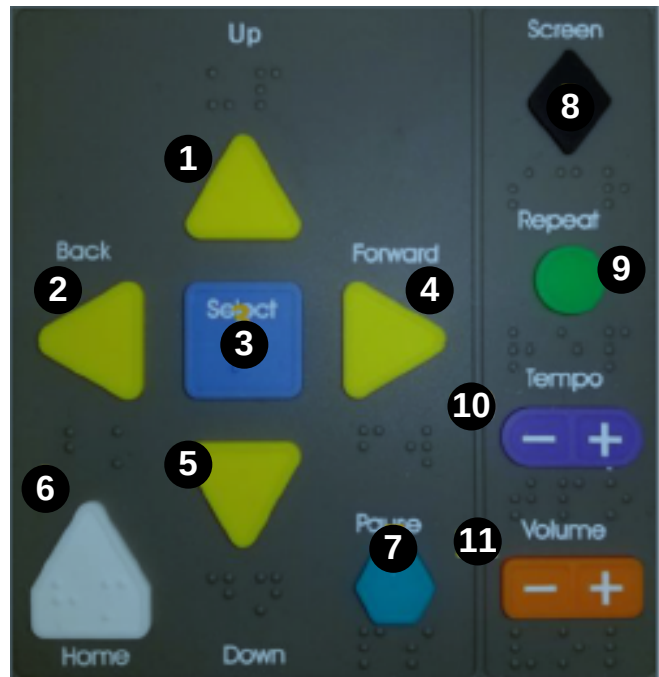 Up
1
Back
2
Select
3
Forward
4
5
Down
6
Home
Pause
7
Screen
8
Repeat
9
Tempo
10
− +
Volume
11
− +